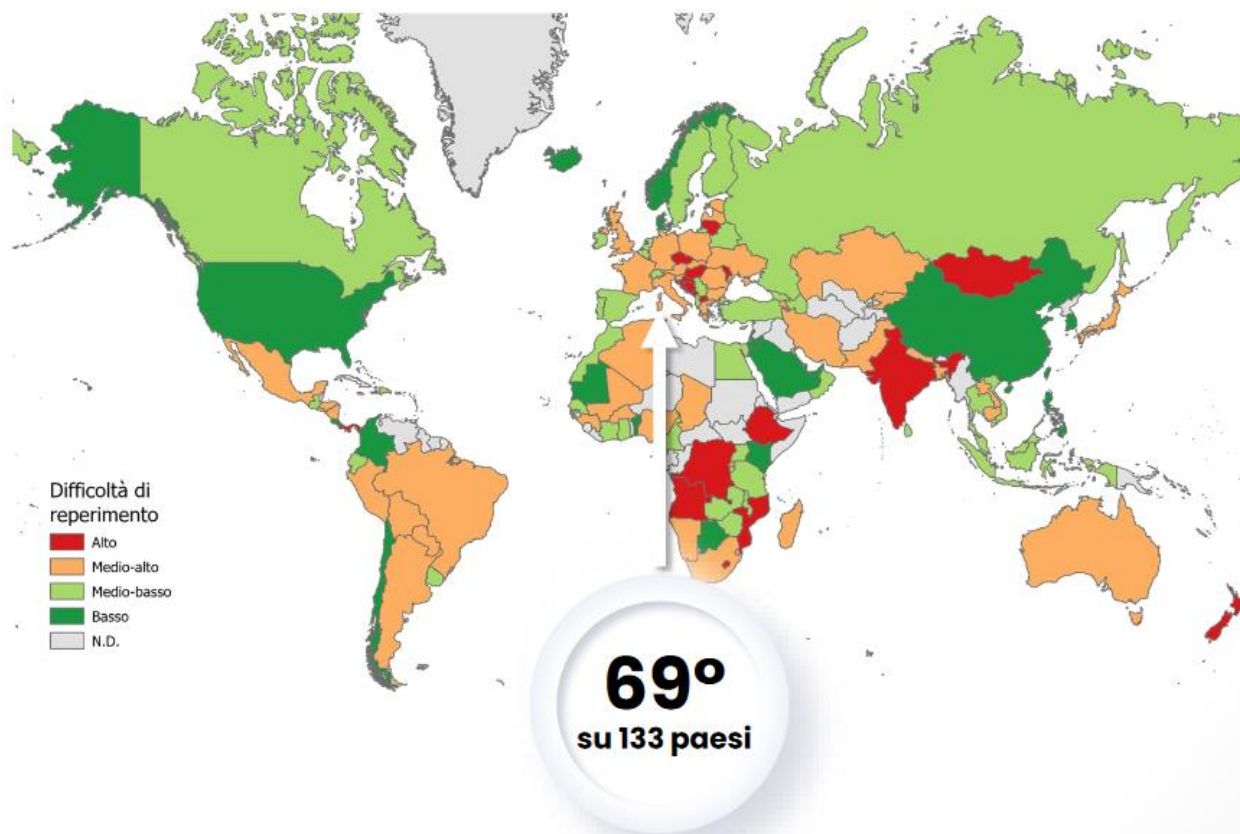 Difficoltà di
reperimento
Alto
Medio-alto
Medio-basso
Basso
N.D.
69°
su 133 paesi